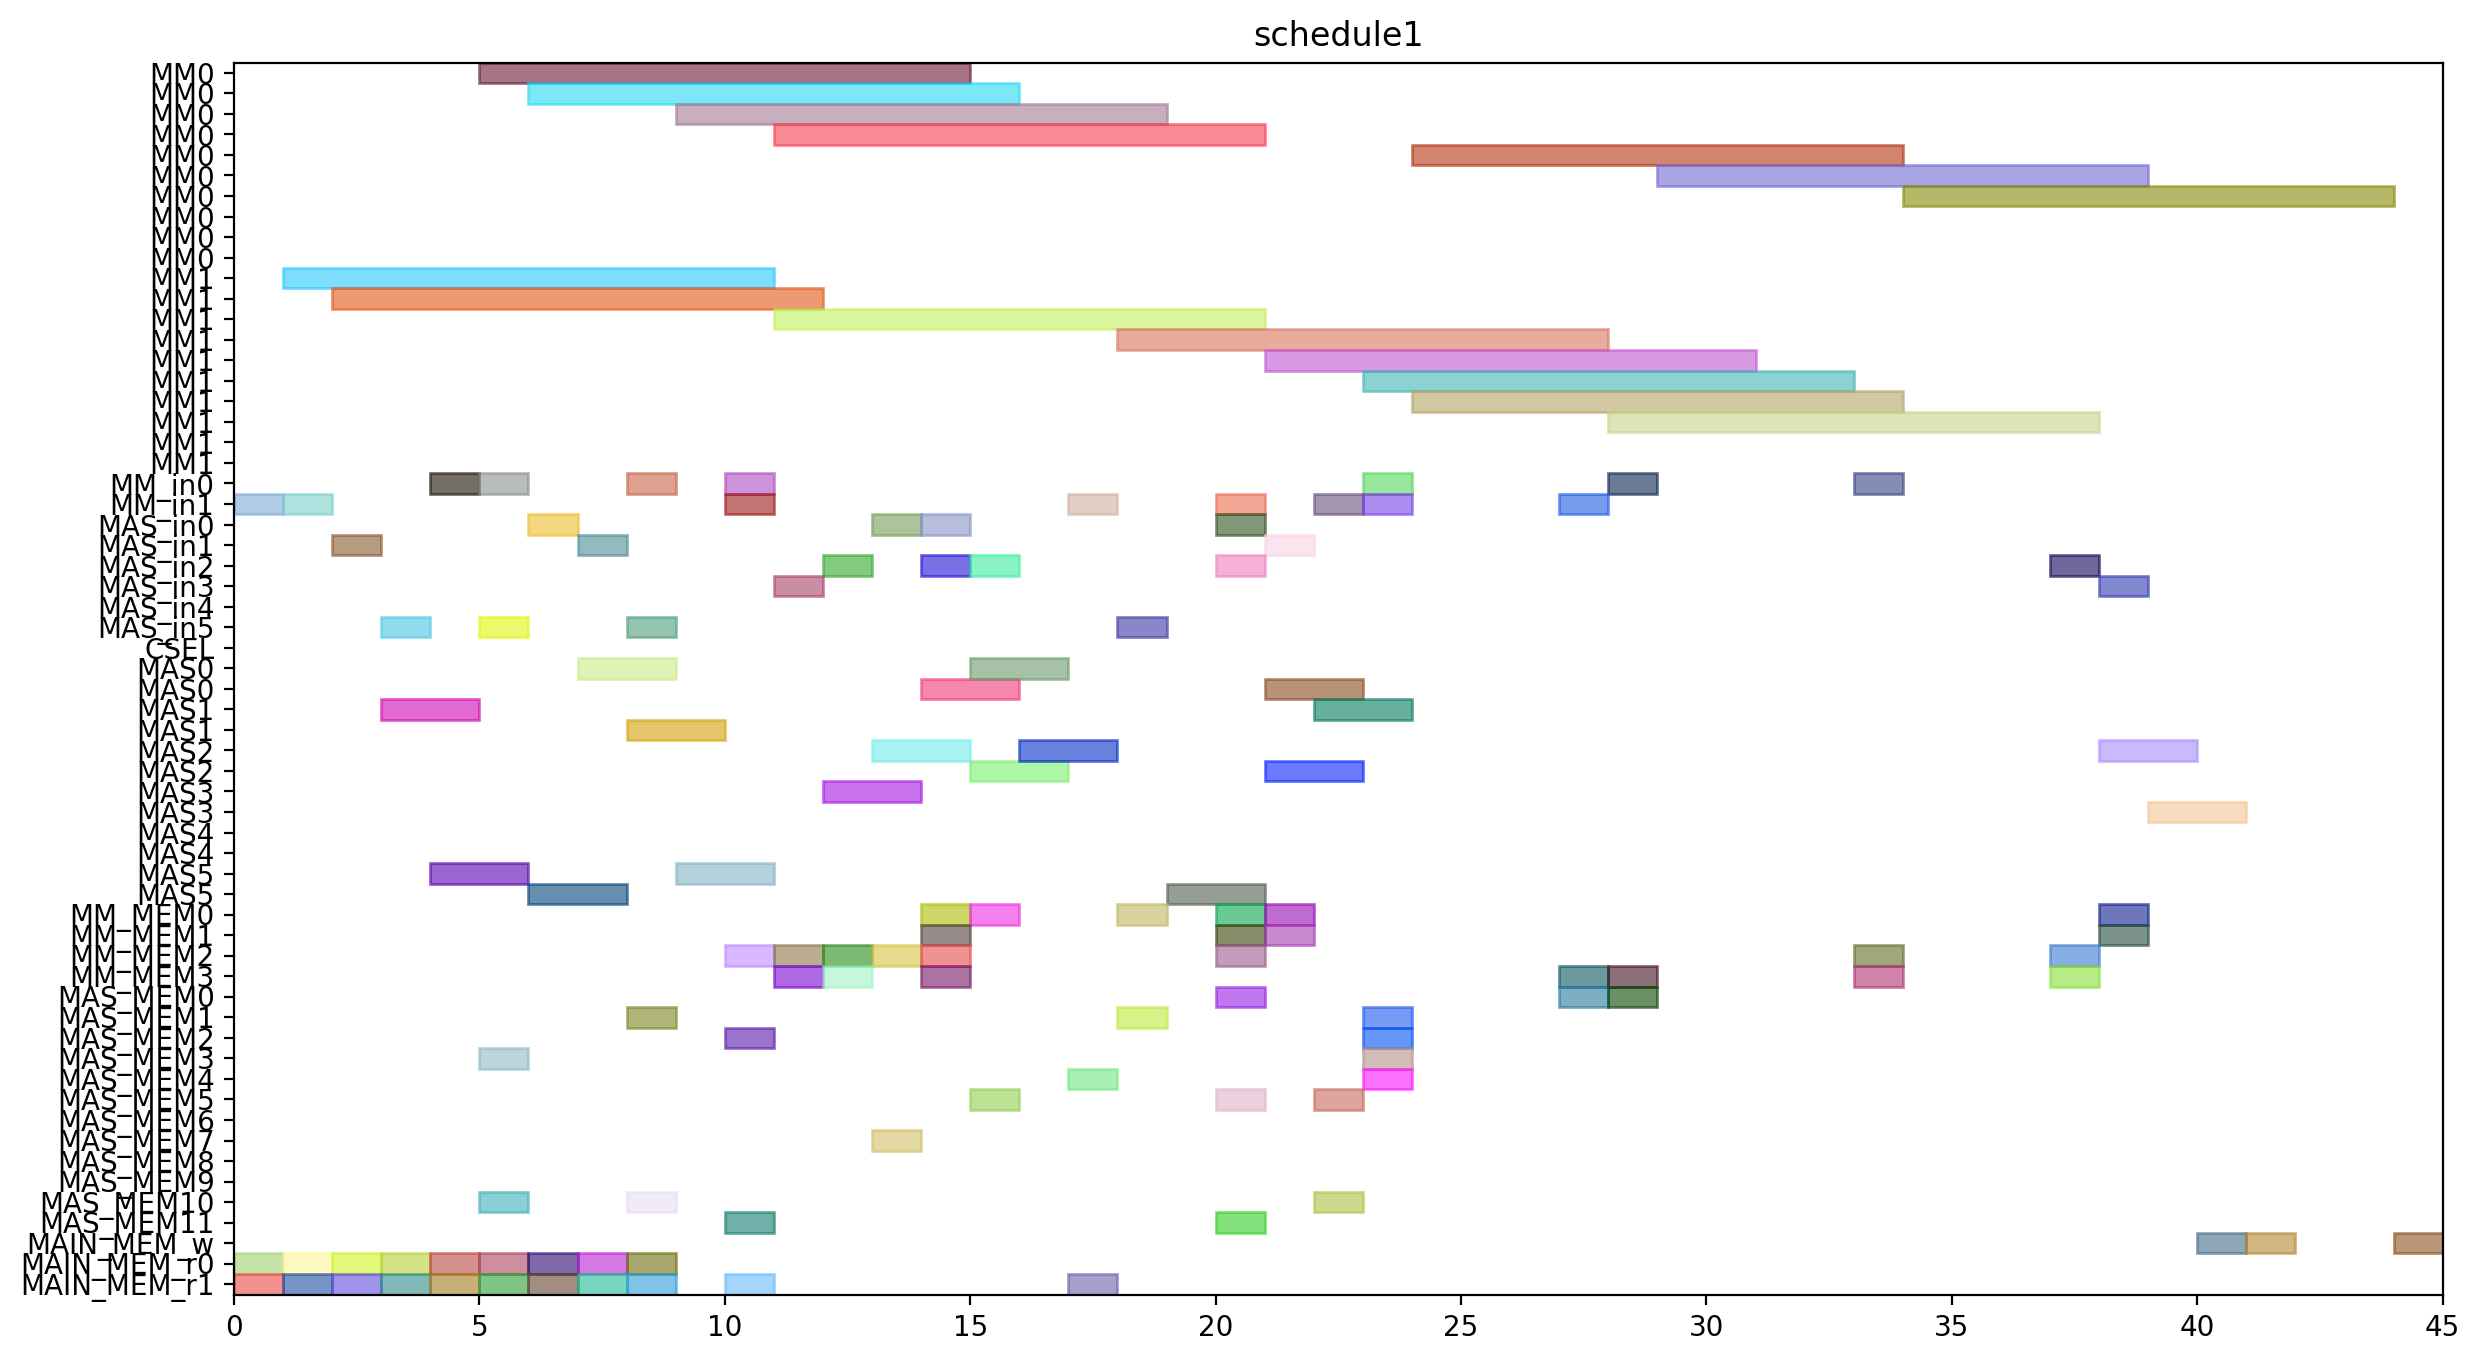 schedule1
MM0
MM0
MM0
MM0
MM0
MM0
MM0
MM0
MM0
MM0
MM1
MM1
MM1
MM1
MM1
MM1
MM1
MM1
MM1
MM1
MM_in0
MM_in1
MAS_in0
MAS_in1
MAS_in2
MAS_in3
MAS_in4
MAS_in5
CSEL
MAS0
MAS0
MAS1
MAS1
MAS2
MAS2
MAS3
MAS3
MAS4
MAS4
MAS5
MAS5
MM_MEM0
MM_MEM1
MM_MEM2
MM_MEM3
MAS_MEM0
MAS_MEM1
MAS_MEM2
MAS_MEM3
MAS_MEM4
MAS_MEM5
MAS_MEM6
MAS_MEM7
MAS_MEM8
MAS_MEM9
MAS_MEM10
MAS_MEM11
MAIN_MEM_w
MAIN_MEM_r0
MAIN_MEM_r1
0 5 10 15 20 25 30 35 40 45